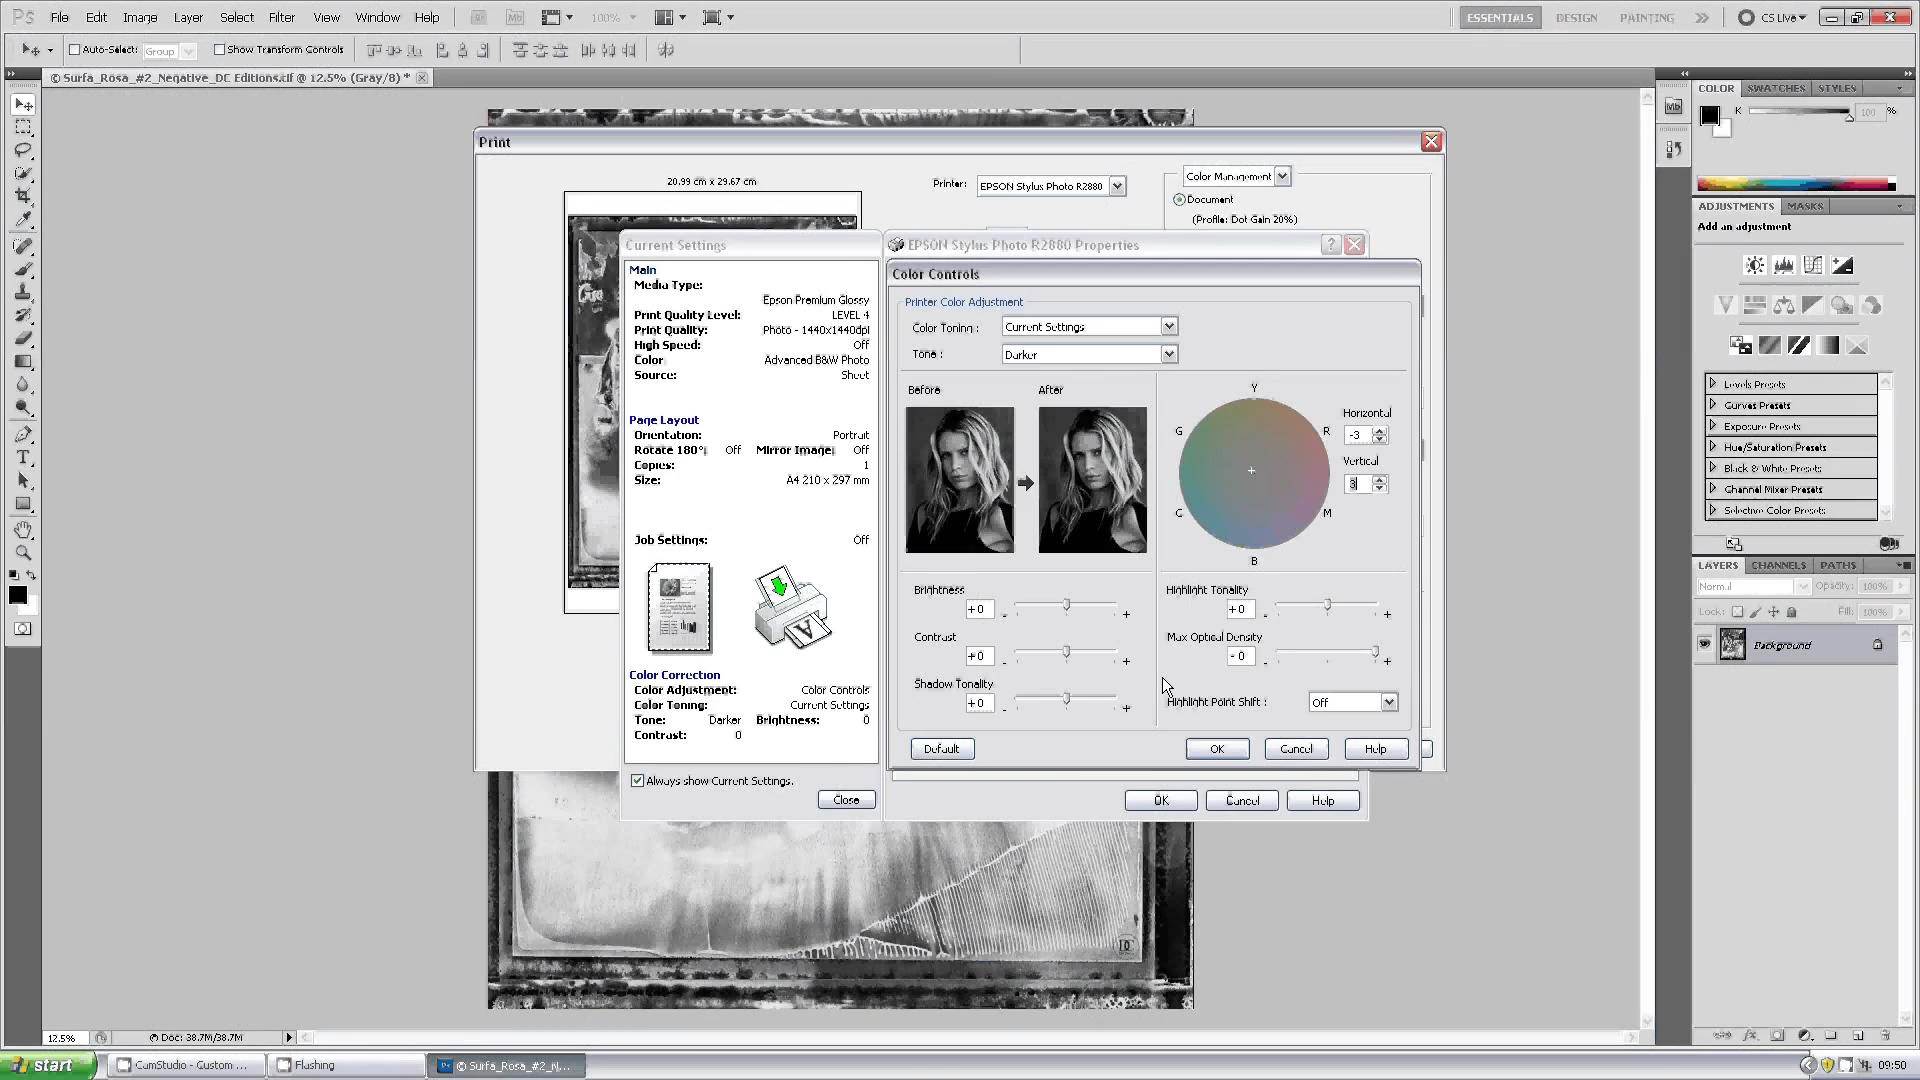 Ps File Edit Image Layer Select Filter View Window Help Br Mb 100% ESSENTIALS DESIGN PAINTING CS Live
Auto-Select: Group Show Transform Controls
© Surfa_Rosa_#2_Negative_DC Editions.tif @ 12.5% (Gray/8) *
COLOR SWATCHES STYLES
Mb
K 100 %
Print
20.99 cm x 29.67 cm
Printer: EPSON Stylus Photo R2880
Color Management
Document
(Profile: Dot Gain 20%)
ADJUSTMENTS MASKS
Add an adjustment
Levels Presets
Curves Presets
Exposure Presets
Hue/Saturation Presets
Black & White Presets
Channel Mixer Presets
Selective Color Presets
Current Settings
Main
Media Type:
Epson Premium Glossy
Print Quality Level: LEVEL 4
Print Quality: Photo - 1440x1440dpi
High Speed: Off
Color Advanced B&W Photo
Source: Sheet
Page Layout
Orientation: Portrait
Rotate 180°: Off Mirror Image: Off
Copies: 1
Size: A4 210 x 297 mm
Job Settings: Off
Color Correction
Color Adjustment: Color Controls
Color Toning: Current Settings
Tone: Darker Brightness: 0
Contrast: 0
Always show Current Settings.
Close
EPSON Stylus Photo R2880 Properties
Color Controls
Printer Color Adjustment
Color Toning : Current Settings
Tone : Darker
Before After
Y
G R
C M
B
Horizontal
-3
Vertical
3
Brightness
+0 - +
Contrast
+0 - +
Shadow Tonality
+0 - +
Highlight Tonality
+0 - +
Max Optical Density
- 0 - +
Highlight Point Shift : Off
Default OK Cancel Help
OK Cancel Help
LAYERS CHANNELS PATHS
Normal Opacity: 100%
Lock: Fill: 100%
Background
DC
12.5% Doc: 38.7M/38.7M
start CamStudio - Custom ... Flashing © Surfa_Rosa_#2_N... 09:50